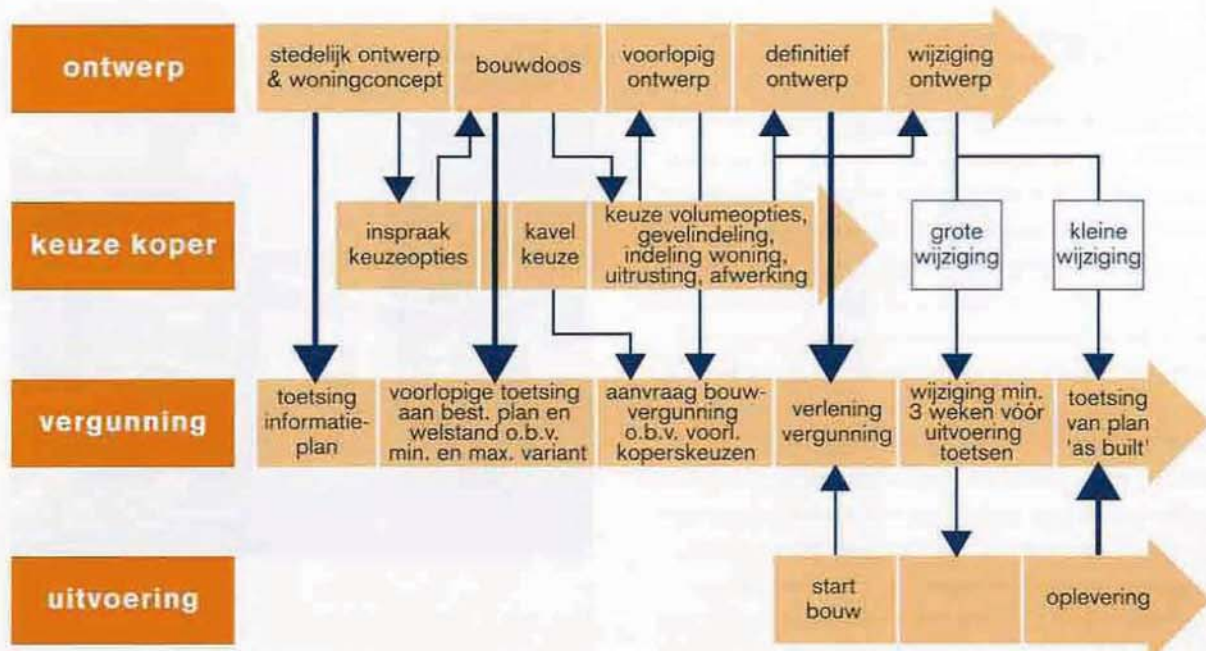 ontwerp
stedelijk ontwerp
& woningconcept
bouwdoos
voorlopig
ontwerp
definitief
ontwerp
wijziging
ontwerp
keuze koper
inspraak
keuzeopties
kavel
keuze
keuze volumeopties,
gevelindeling,
indeling woning,
uitrusting, afwerking
grote
wijziging
kleine
wijziging
vergunning
toetsing
informatie-
plan
voorlopige toetsing
aan best. plan en
welstand o.b.v.
min. en max. variant
aanvraag bouw-
vergunning
o.b.v. voorl.
koperskeuzen
verlening
vergunning
wijziging min.
3 weken vóór
uitvoering
toetsen
toetsing
van plan
'as built'
uitvoering
start
bouw
oplevering